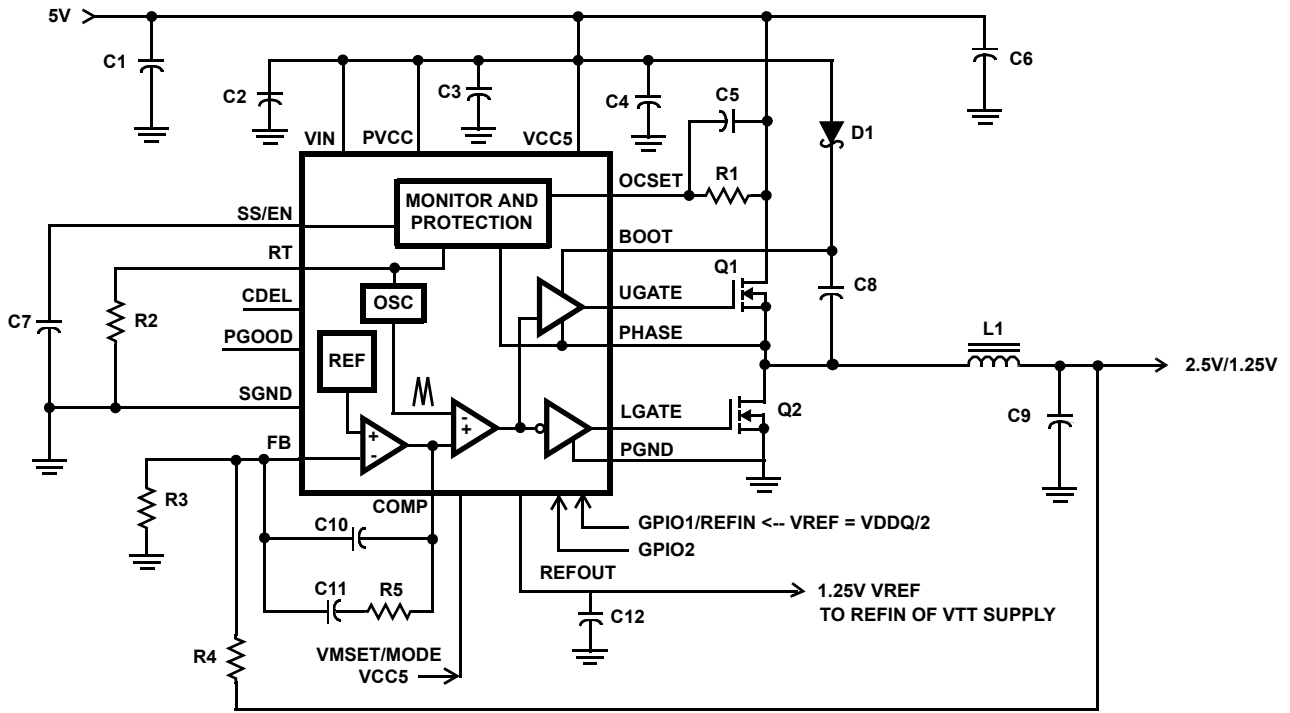 5V
C1
C2
C3
C4
C5
C6
VIN
PVCC
VCC5
D1
OCSET
R1
MONITOR AND
PROTECTION
SS/EN
BOOT
RT
Q1
C8
CDEL
OSC
UGATE
C7
R2
PGOOD
PHASE
L1
REF
2.5V/1.25V
SGND
LGATE
Q2
C9
FB
+
-
-
+
PGND
R3
COMP
GPIO1/REFIN <-- VREF = VDDQ/2
C10
GPIO2
REFOUT
C11
R5
1.25V VREF
TO REFIN OF VTT SUPPLY
C12
R4
VMSET/MODE
VCC5